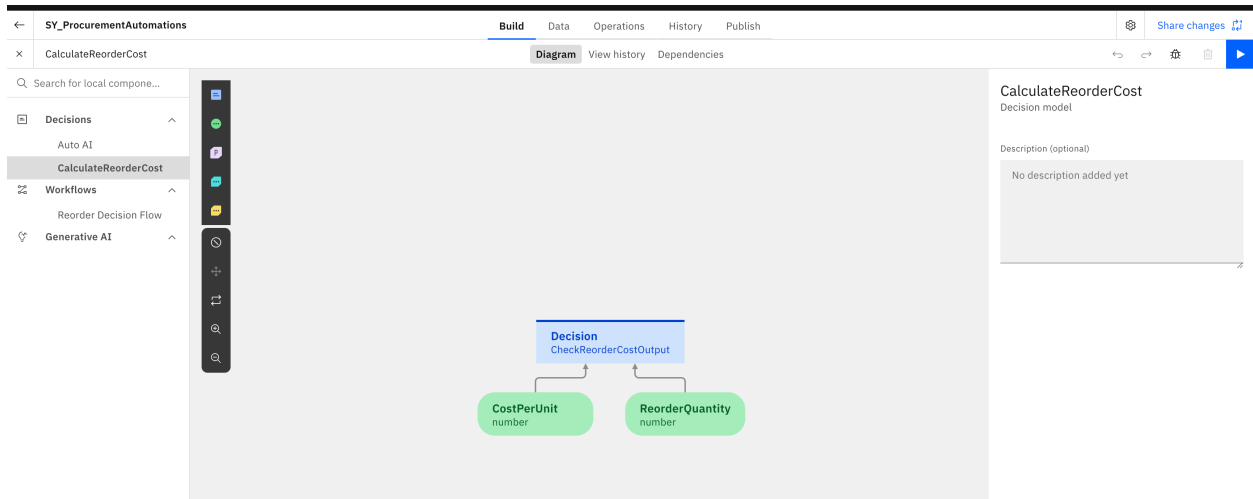 SY_ProcurementAutomations
Build Data Operations History Publish
Share changes
CalculateReorderCost
Diagram View history Dependencies
Search for local compone...
Decisions
Auto AI
CalculateReorderCost
Workflows
Reorder Decision Flow
Generative AI
P
Decision
CheckReorderCostOutput
CostPerUnit
number
ReorderQuantity
number
CalculateReorderCost
Decision model
Description (optional)
No description added yet